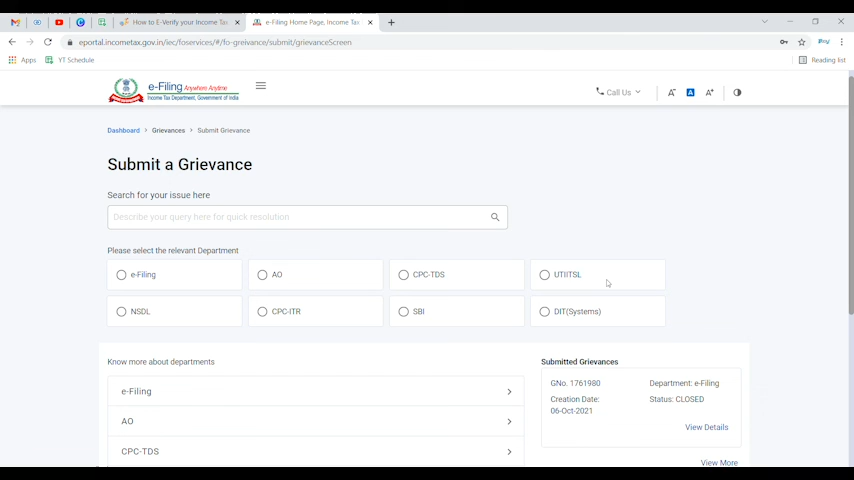 How to E-Verify your Income Tax
e-Filing Home Page, Income Tax
eportal.incometax.gov.in/iec/foservices/#/fo-greivance/submit/grievanceScreen
Apps YT Schedule Reading list
e-Filing Anywhere Anytime
Income Tax Department, Government of India
Call Us A- A A+
Dashboard > Grievances > Submit Grievance
Submit a Grievance
Search for your issue here
Describe your query here for quick resolution
Please select the relevant Department
e-Filing AO CPC-TDS UTIITSL
NSDL CPC-ITR SBI DIT(Systems)
Know more about departments
e-Filing
AO
CPC-TDS
Submitted Grievances
GNo. 1761980 Department: e-Filing
Creation Date: Status: CLOSED
06-Oct-2021
View Details
View More